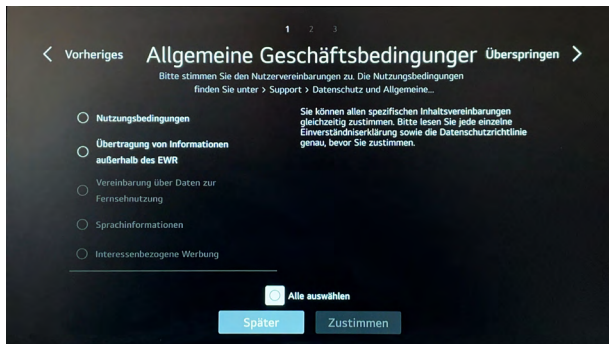 1 2 3
Vorheriges
Allgemeine Geschäftsbedingunger
Überspringen
Bitte stimmen Sie den Nutzervereinbarungen zu. Die Nutzungsbedingungen
finden Sie unter > Support > Datenschutz und Allgemeine...
Nutzungsbedingungen
Übertragung von Informationen
außerhalb des EWR
Vereinbarung über Daten zur
Fernsehnutzung
Sprachinformationen
Interessenbezogene Werbung
Sie können allen spezifischen Inhaltsvereinbarungen
gleichzeitig zustimmen. Bitte lesen Sie jede einzelne
Einverständniserklärung sowie die Datenschutzrichtlinie
genau, bevor Sie zustimmen.
Alle auswählen
Später
Zustimmen